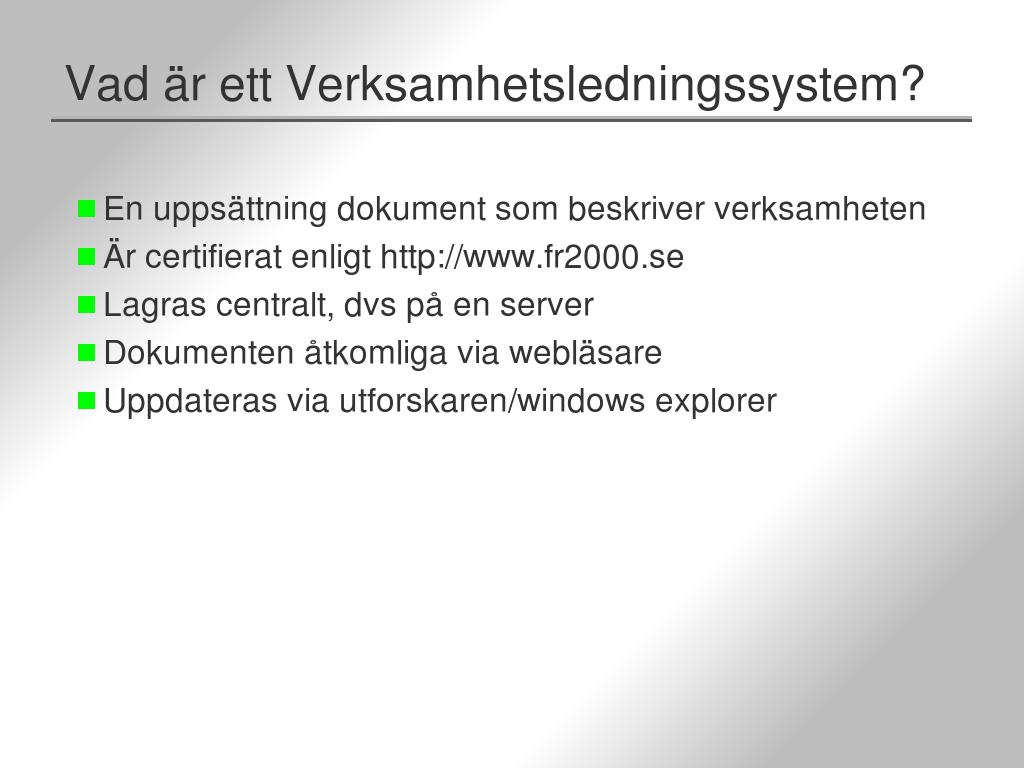 Vad är ett Verksamhetsledningssystem?
En uppsättning dokument som beskriver verksamheten
Är certifierat enligt http://www.fr2000.se
Lagras centralt, dvs på en server
Dokumenten åtkomliga via webläsare
Uppdateras via utforskaren/windows explorer